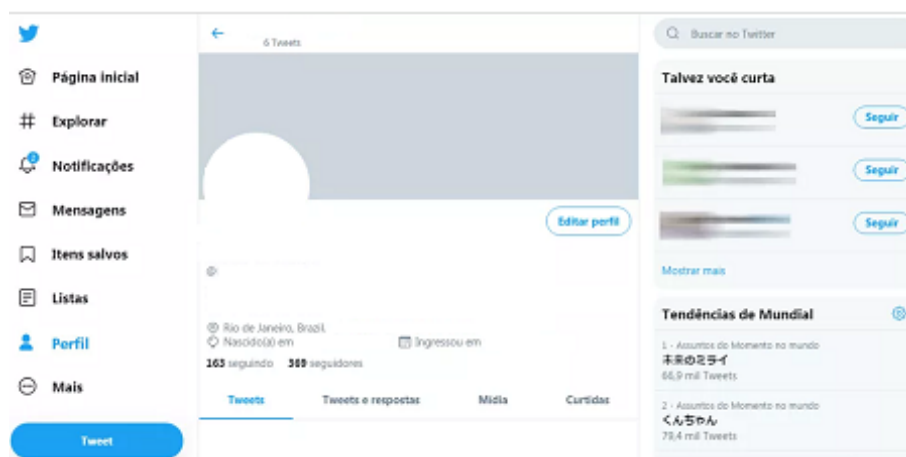 Página inicial
Explorar
2
Notificações
Mensagens
Itens salvos
Listas
Perfil
Mais
Tweet
6 Tweets
Editar perfil
@
Rio de Janeiro, Brazil
Nascido(a) em
Ingressou em
163 seguindo 369 seguidores
Tweets
Tweets e respostas
Mídia
Curtidas
Buscar no Twitter
Talvez você curta
Seguir
Seguir
Seguir
Mostrar mais
Tendências de Mundial
1 - Assuntos do Momento no mundo
未来のミライ
66,9 mil Tweets
2 - Assuntos do Momento no mundo
くんちゃん
79,4 mil Tweets